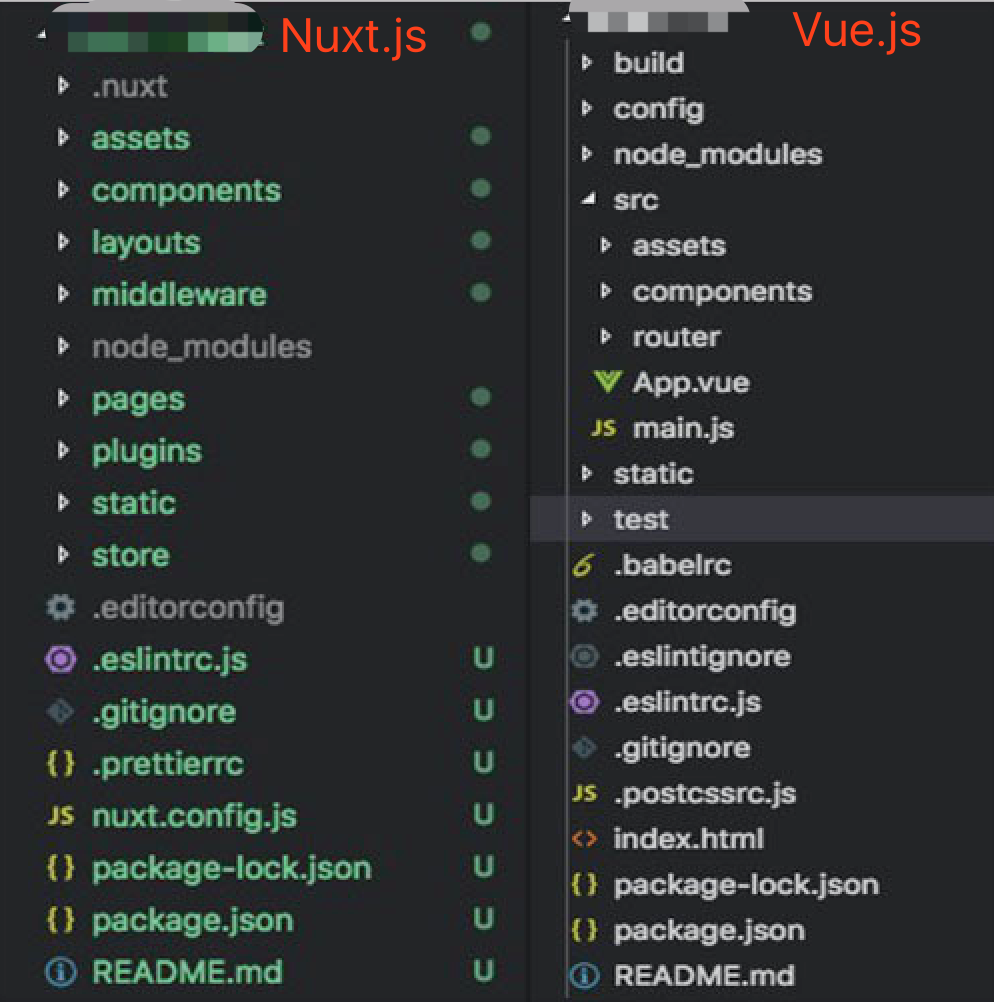 Nuxt.js
.nuxt
assets
components
layouts
middleware
node_modules
pages
plugins
static
store
.editorconfig
.eslintrc.js U
.gitignore U
{} .prettierrc U
JS nuxt.config.js U
{} package-lock.json U
{} package.json U
README.md U
Vue.js
build
config
node_modules
src
assets
components
router
App.vue
JS main.js
static
test
6 .babelrc
.editorconfig
.eslintignore
.eslintrc.js
.gitignore
JS .postcssrc.js
<> index.html
{} package-lock.json
{} package.json
README.md